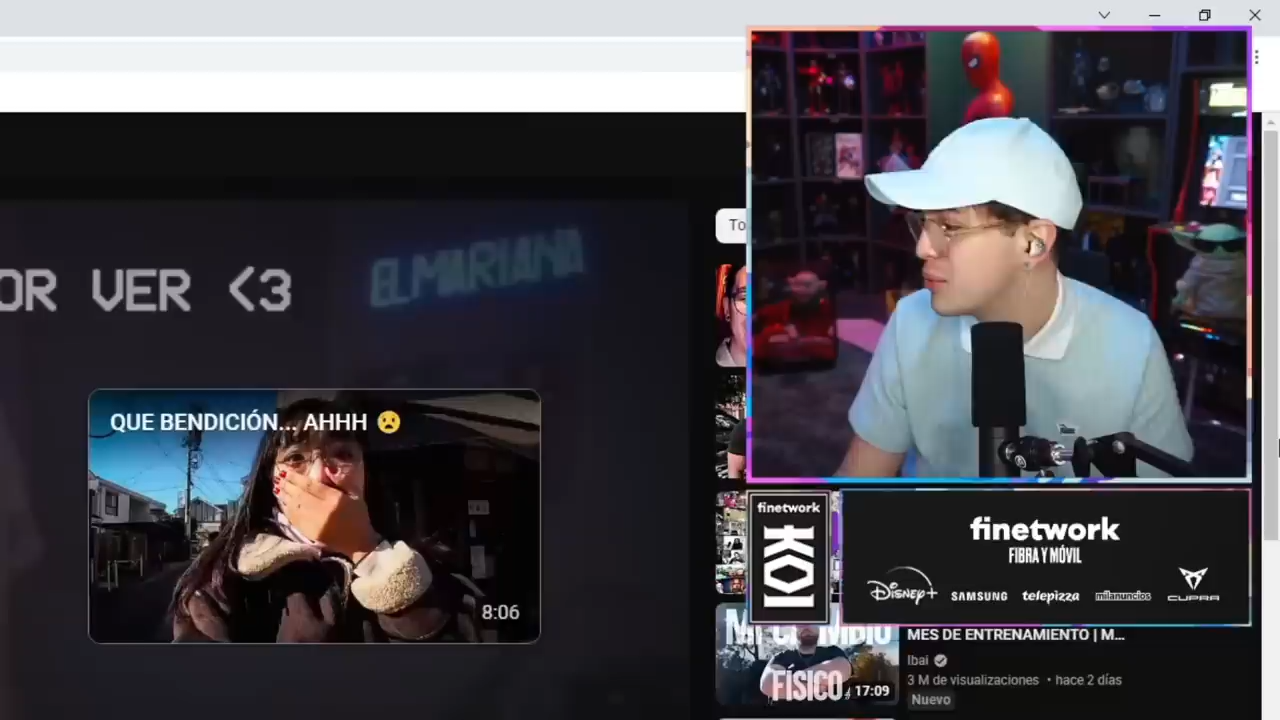 OR VER <3
ELMARIANA
QUE BENDICIÓN... AHHH 😧
8:06
To
finetwork
KOI
finetwork
FIBRA Y MÓVIL
Disney+
SAMSUNG
telepizza
milanuncios
CUPRA
FÍSICO
17:09
MES DE ENTRENAMIENTO | M...
Ibai
3 M de visualizaciones • hace 2 días
Nuevo